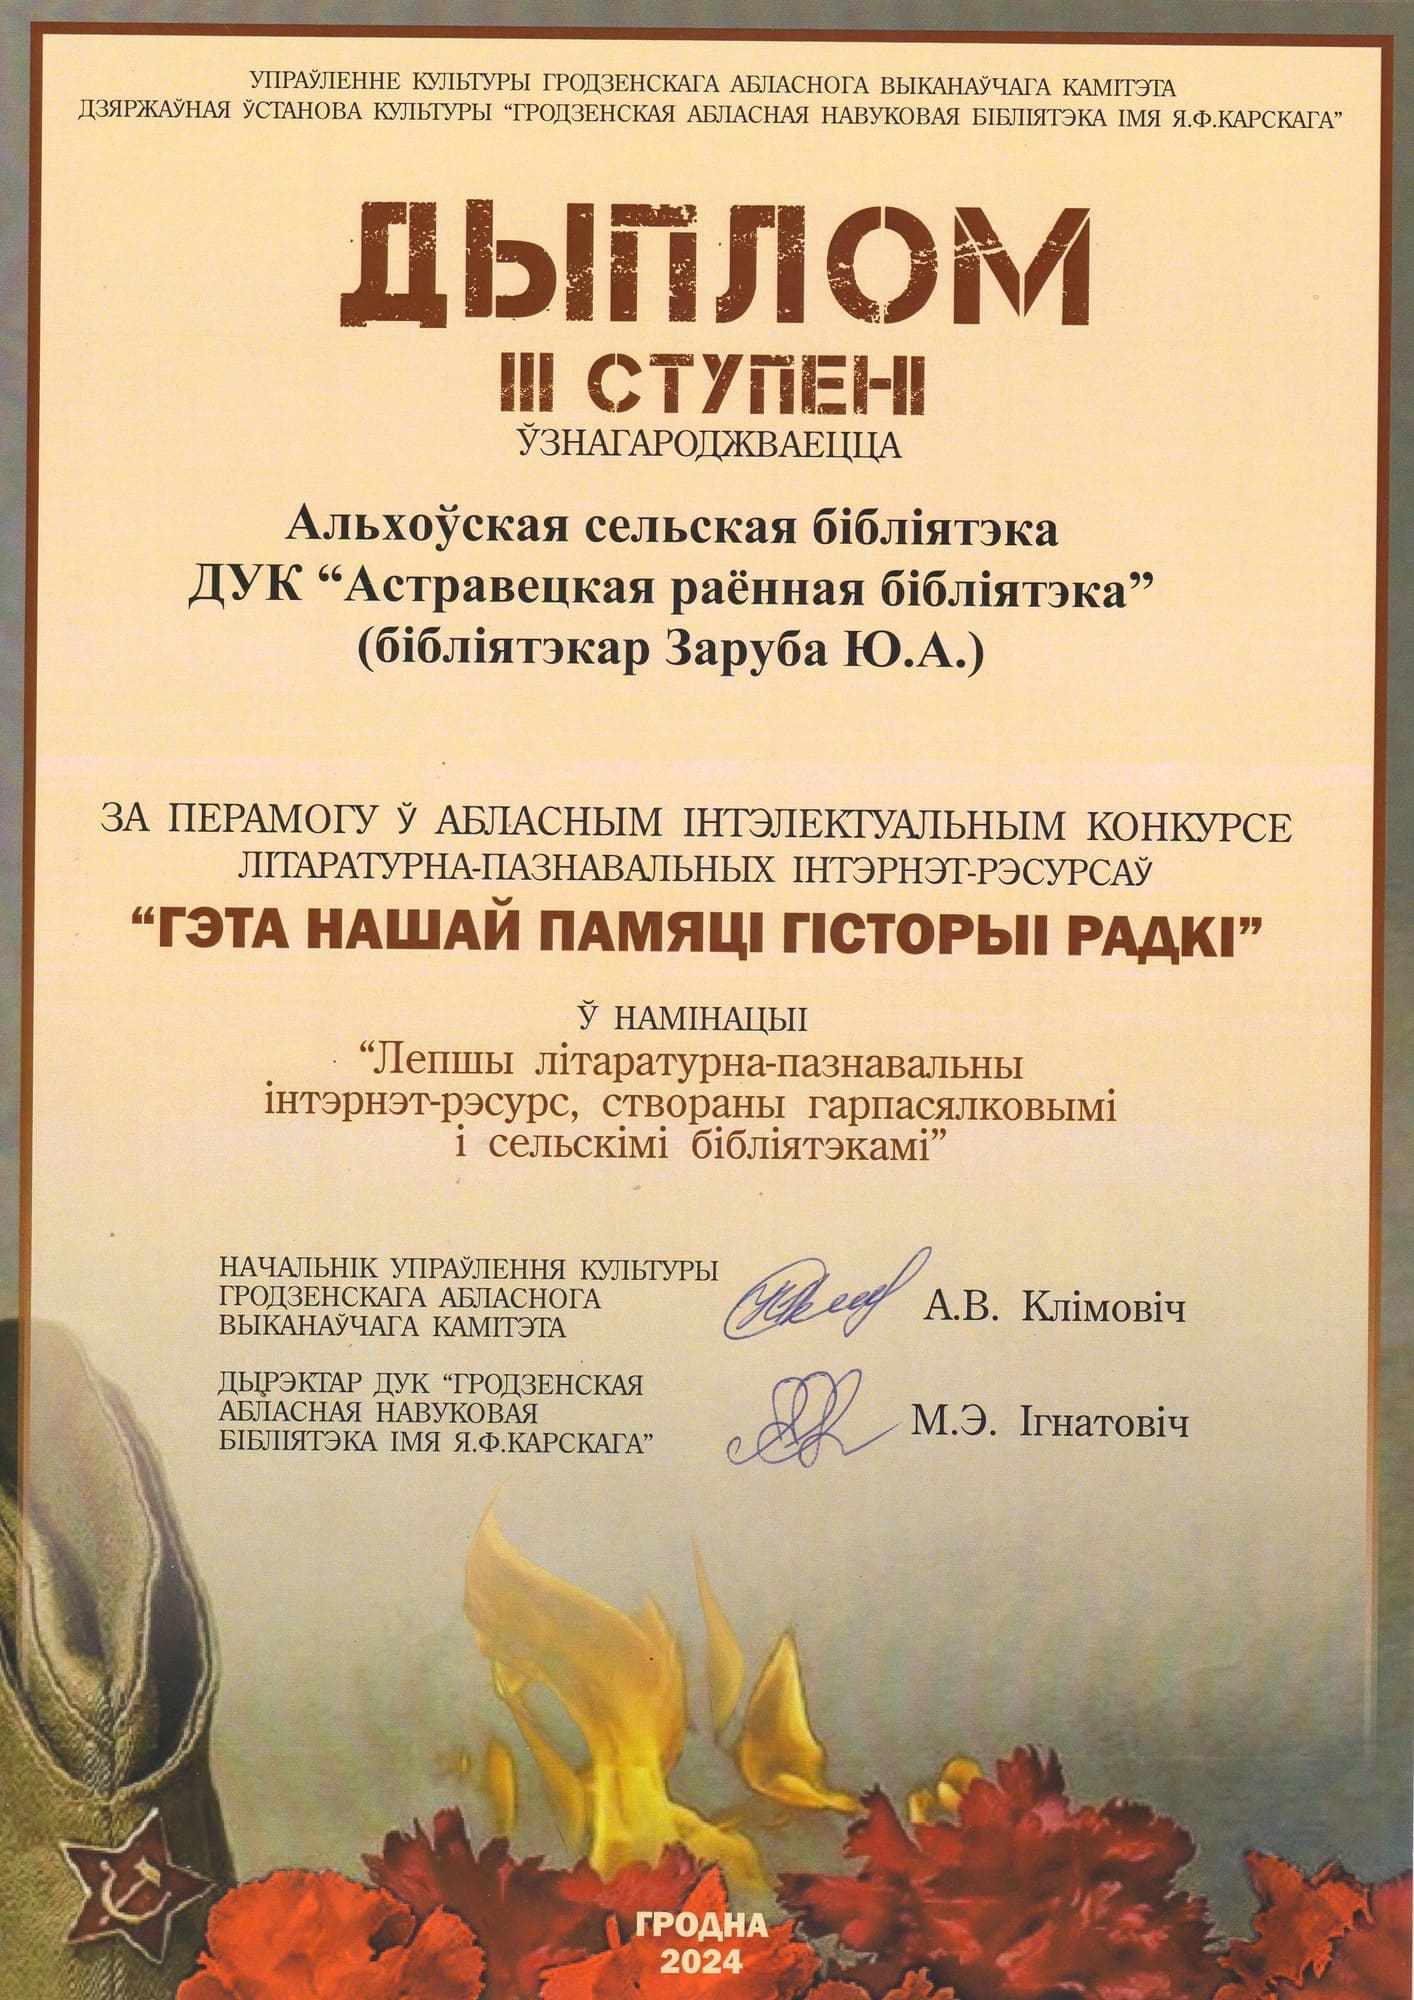 УПРАЎЛЕННЕ КУЛЬТУРЫ ГРОДЗЕНСКАГА АБЛАСНОГА ВЫКАНАЎЧАГА КАМІТЭТА
ДЗЯРЖАЎНАЯ ЎСТАНОВА КУЛЬТУРЫ “ГРОДЗЕНСКАЯ АБЛАСНАЯ НАВУКОВАЯ БІБЛІЯТЭКА ІМЯ Я.Ф.КАРСКАГА”
ДЫПЛОМ
III СТУПЕНІ
ЎЗНАГАРОДЖВАЕЦЦА
Альхоўская сельская бібліятэка
ДУК “Астравецкая раённая бібліятэка”
(бібліятэкар Заруба Ю.А.)
ЗА ПЕРАМОГУ Ў АБЛАСНЫМ ІНТЭЛЕКТУАЛЬНЫМ КОНКУРСЕ
ЛІТАРАТУРНА-ПАЗНАВАЛЬНЫХ ІНТЭРНЭТ-РЭСУРСАЎ
“ГЭТА НАШАЙ ПАМЯЦІ ГІСТОРЫІ РАДКІ”
Ў НАМІНАЦЫІ
“Лепшы літаратурна-пазнавальны
інтэрнэт-рэсурс, створаны гарпасялковымі
і сельскімі бібліятэкамі”
НАЧАЛЬНІК УПРАЎЛЕННЯ КУЛЬТУРЫ
ГРОДЗЕНСКАГА АБЛАСНОГА
ВЫКАНАЎЧАГА КАМІТЭТА
А.В. Клімовіч
ДЫРЭКТАР ДУК “ГРОДЗЕНСКАЯ
АБЛАСНАЯ НАВУКОВАЯ
БІБЛІЯТЭКА ІМЯ Я.Ф.КАРСКАГА”
М.Э. Ігнатовіч
ГРОДНА
2024